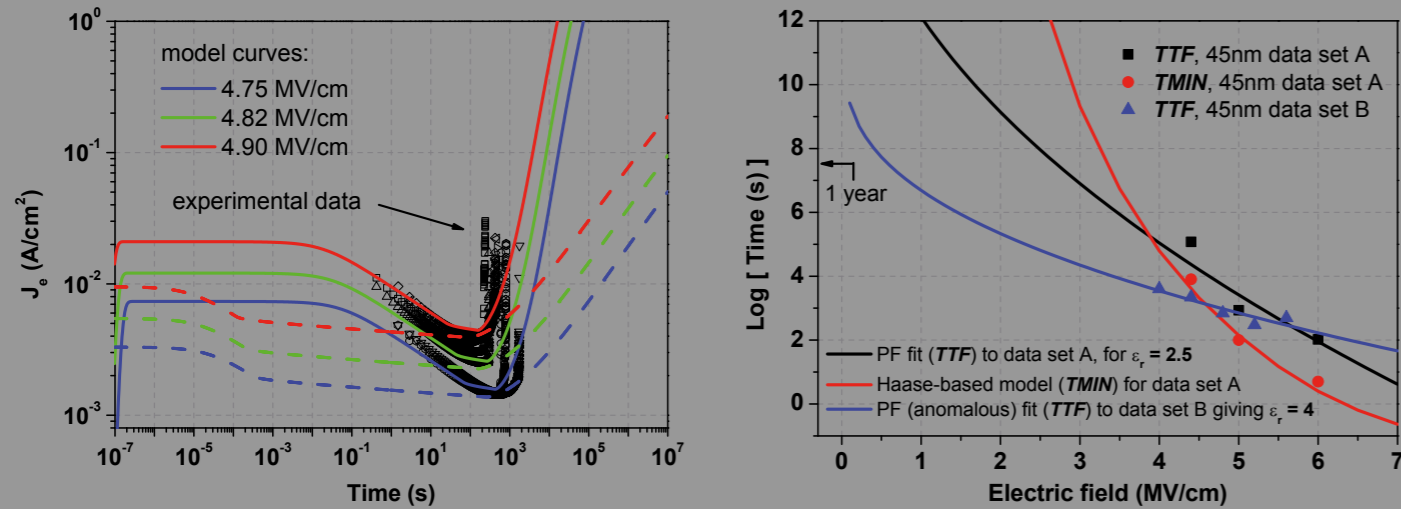 10⁰
10⁻¹
10⁻²
10⁻³
J_e (A/cm²)
model curves:
4.75 MV/cm
4.82 MV/cm
4.90 MV/cm
experimental data
10⁻⁷ 10⁻⁵ 10⁻³ 10⁻¹ 10¹ 10³ 10⁵ 10⁷
Time (s)
12
10
8
6
4
2
0
Log [ Time (s) ]
TTF, 45nm data set A
TMIN, 45nm data set A
TTF, 45nm data set B
1 year
PF fit (TTF) to data set A, for ε_r = 2.5
Haase-based model (TMIN) for data set A
PF (anomalous) fit (TTF) to data set B giving ε_r = 4
0 1 2 3 4 5 6 7
Electric field (MV/cm)